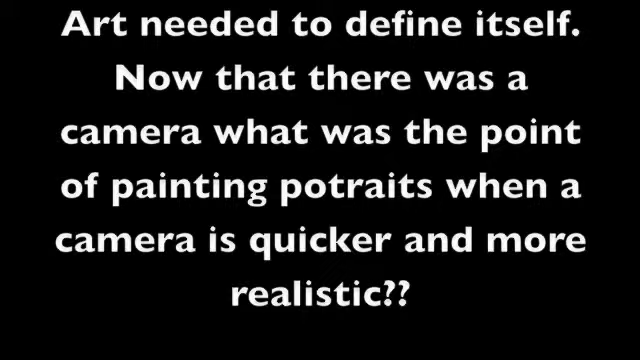 Art needed to define itself.
Now that there was a
camera what was the point
of painting potraits when a
camera is quicker and more
realistic??